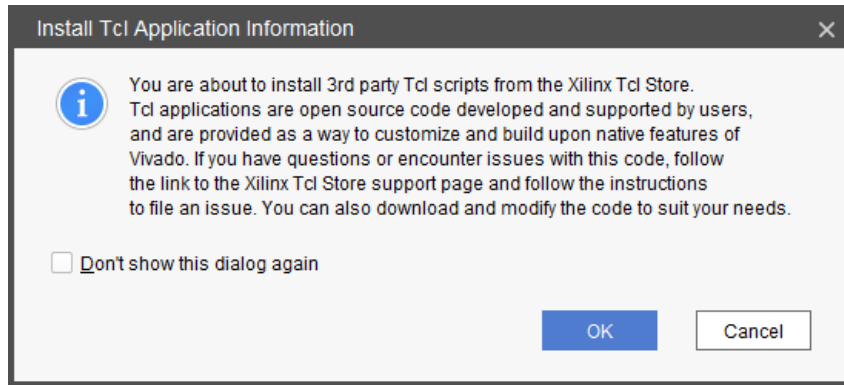 Install Tcl Application Information
You are about to install 3rd party Tcl scripts from the Xilinx Tcl Store.
Tcl applications are open source code developed and supported by users,
and are provided as a way to customize and build upon native features of
Vivado. If you have questions or encounter issues with this code, follow
the link to the Xilinx Tcl Store support page and follow the instructions
to file an issue. You can also download and modify the code to suit your needs.
Don't show this dialog again
OK Cancel